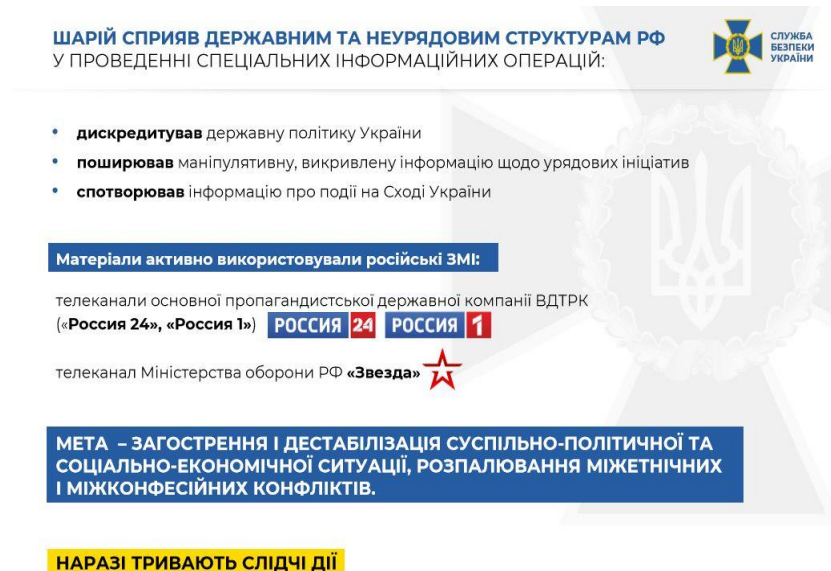 ШАРІЙ СПРИЯВ ДЕРЖАВНИМ ТА НЕУРЯДОВИМ СТРУКТУРАМ РФ
У ПРОВЕДЕННІ СПЕЦІАЛЬНИХ ІНФОРМАЦІЙНИХ ОПЕРАЦІЙ:
СЛУЖБА
БЕЗПЕКИ
УКРАЇНИ
• дискредитував державну політику України
• поширював маніпулятивну, викривлену інформацію щодо урядових ініціатив
• спотворював інформацію про події на Сході України
Матеріали активно використовували російські ЗМІ:
телеканали основної пропагандистської державної компанії ВДТРК
(«Россия 24», «Россия 1») РОССИЯ 24 РОССИЯ 1
телеканал Міністерства оборони РФ «Звезда»
МЕТА – ЗАГОСТРЕННЯ І ДЕСТАБІЛІЗАЦІЯ СУСПІЛЬНО-ПОЛІТИЧНОЇ ТА
СОЦІАЛЬНО-ЕКОНОМІЧНОЇ СИТУАЦІЇ, РОЗПАЛЮВАННЯ МІЖЕТНІЧНИХ
І МІЖКОНФЕСІЙНИХ КОНФЛІКТІВ.
НАРАЗІ ТРИВАЮТЬ СЛІДЧІ ДІЇ